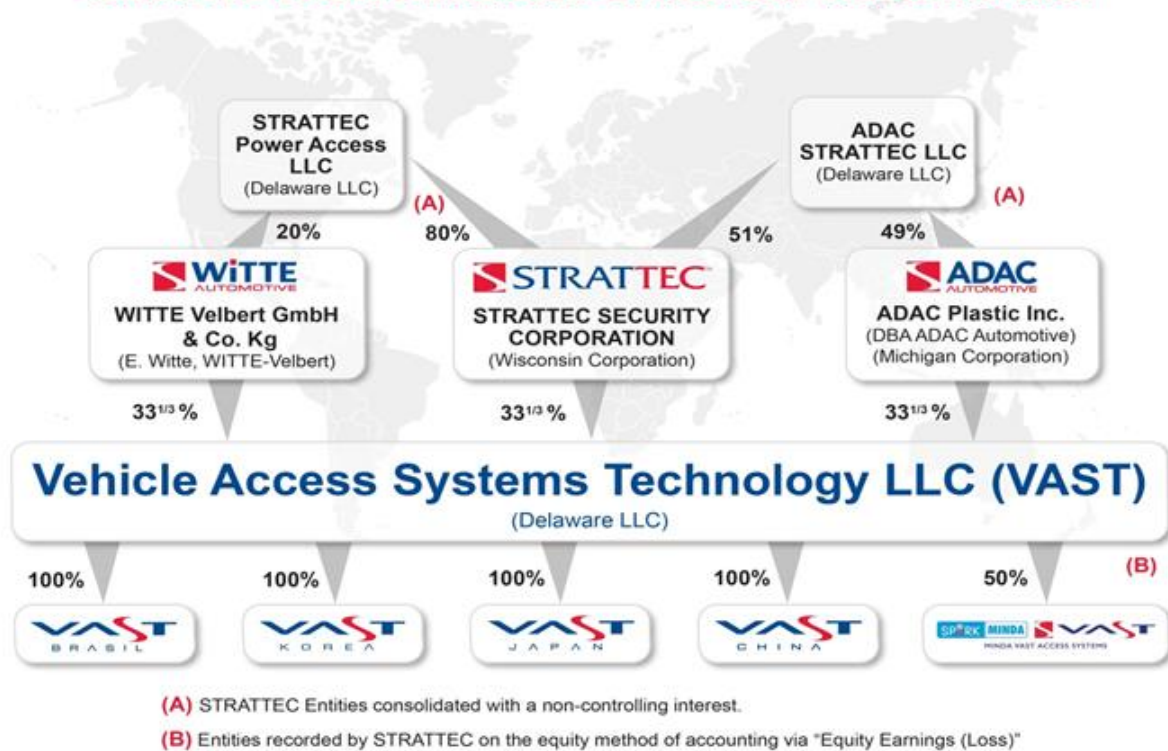 STRATTEC
Power Access
LLC
(Delaware LLC)
ADAC
STRATTEC LLC
(Delaware LLC)
(A)
(A)
20%
80%
51%
49%
WiTTE
AUTOMOTIVE
WITTE Velbert GmbH
& Co. Kg
(E. Witte, WITTE-Velbert)
STRATTEC
STRATTEC SECURITY
CORPORATION
(Wisconsin Corporation)
ADAC
AUTOMOTIVE
ADAC Plastic Inc.
(DBA ADAC Automotive)
(Michigan Corporation)
33 1/3 %
33 1/3 %
33 1/3 %
Vehicle Access Systems Technology LLC (VAST)
(Delaware LLC)
100%
100%
100%
100%
50%
(B)
VAST
BRASIL
VAST
KOREA
VAST
JAPAN
VAST
CHINA
SPARK MINDA VAST
MINDA VAST ACCESS SYSTEMS
(A) STRATTEC Entities consolidated with a non-controlling interest.
(B) Entities recorded by STRATTEC on the equity method of accounting via “Equity Earnings (Loss)”